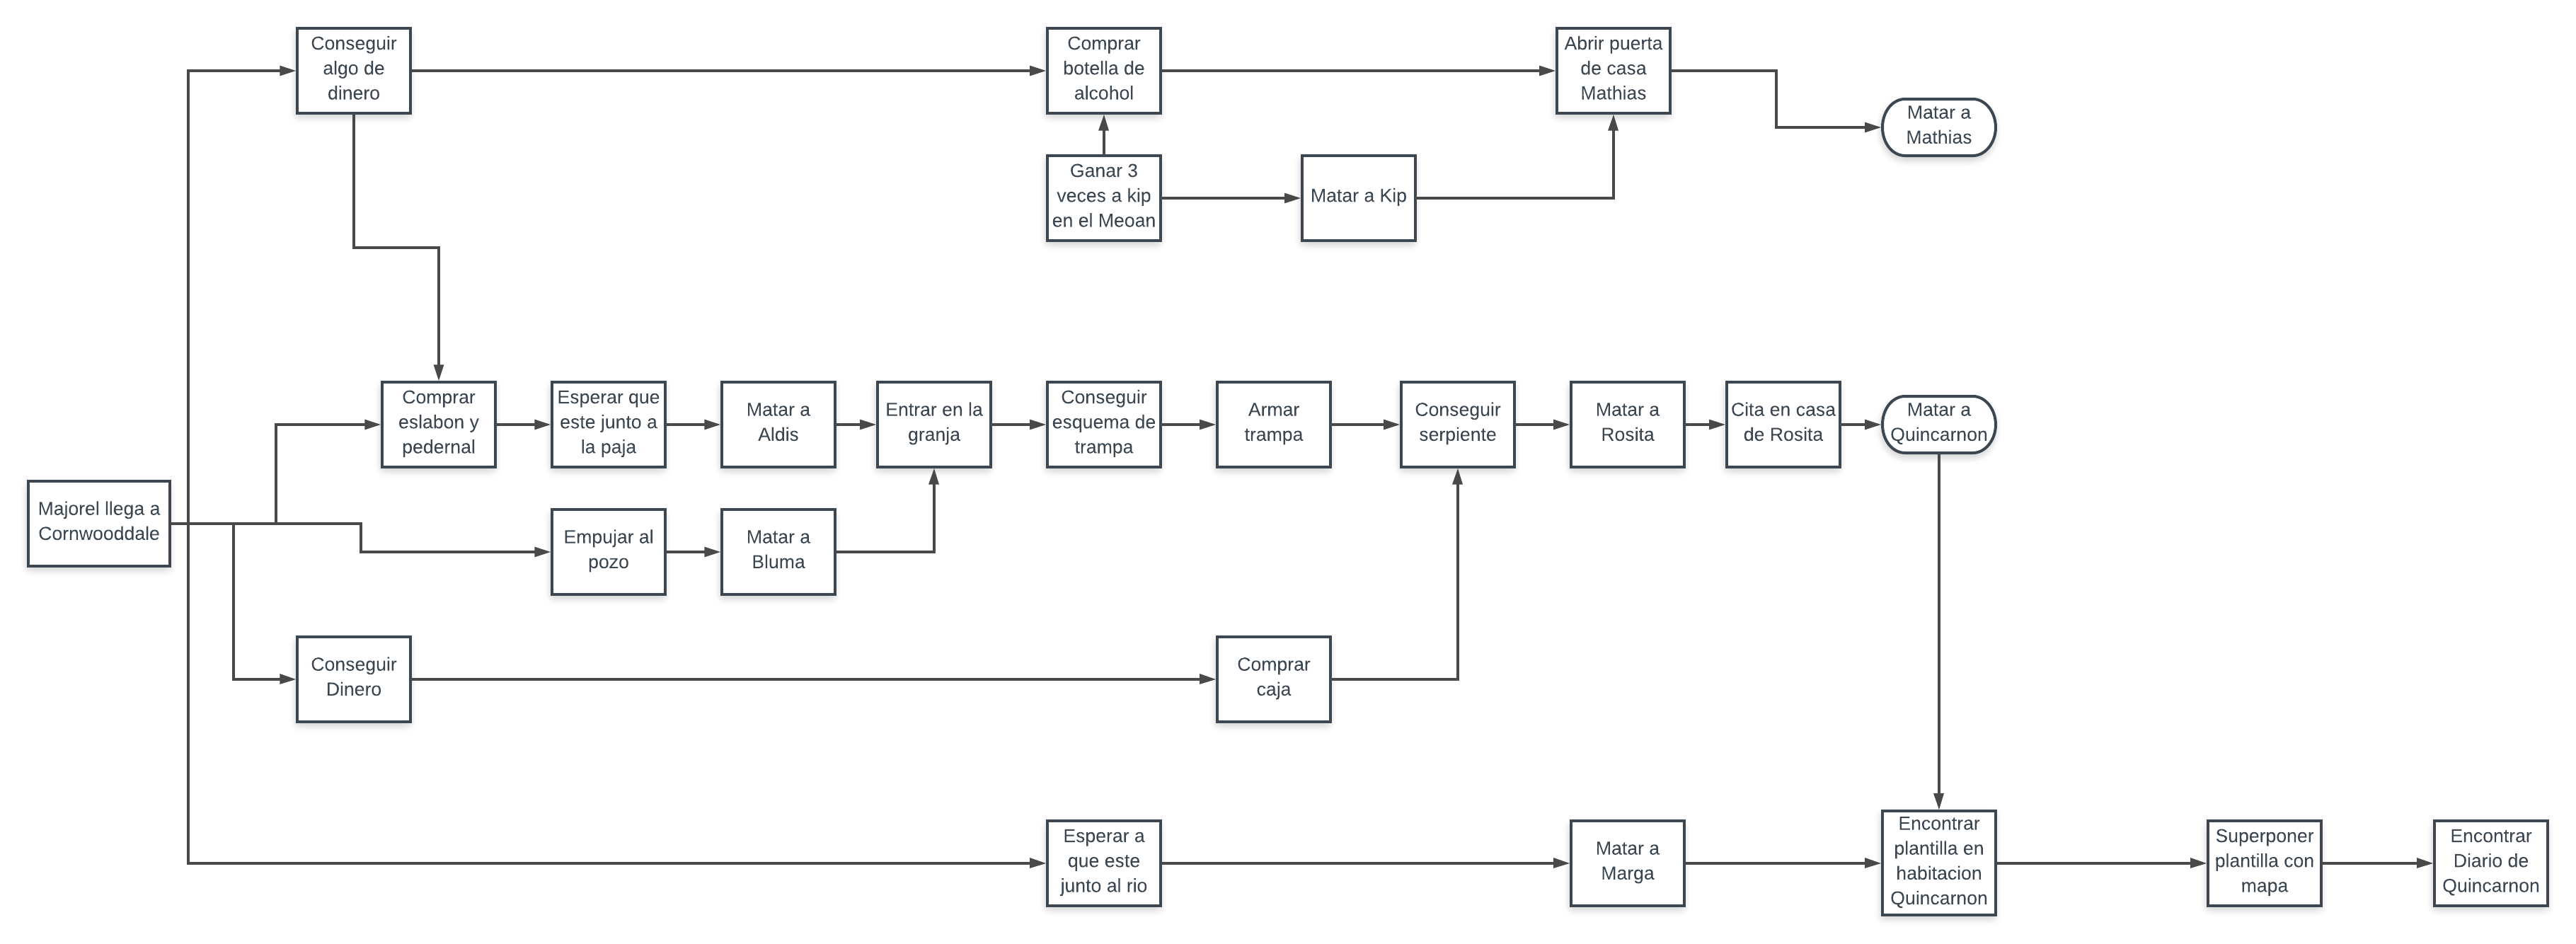 Conseguir
algo de
dinero
Comprar
botella de
alcohol
Abrir puerta
de casa
Mathias
Matar a
Mathias
Ganar 3
veces a kip
en el Meoan
Matar a Kip
Comprar
eslabon y
pedernal
Esperar que
este junto a
la paja
Matar a
Aldis
Entrar en la
granja
Conseguir
esquema de
trampa
Armar
trampa
Conseguir
serpiente
Matar a
Rosita
Cita en casa
de Rosita
Matar a
Quincarnon
Majorel llega a
Cornwooddale
Empujar al
pozo
Matar a
Bluma
Conseguir
Dinero
Comprar
caja
Esperar a
que este
junto al rio
Matar a
Marga
Encontrar
plantilla en
habitacion
Quincarnon
Superponer
plantilla con
mapa
Encontrar
Diario de
Quincarnon